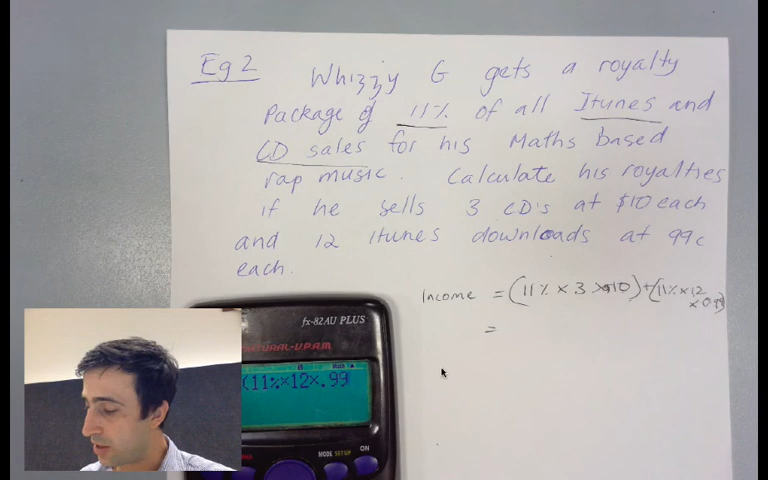 Eg 2 Whizzy G gets a royalty
Package of 11% of all Itunes and
CD sales for his Maths based
rap music. Calculate his royalties
if he sells 3 CD's at $10 each
and 12 Itunes downloads at 99c
each.
Income = (11% × 3 × 10) + (11% × 12
× 0.99)
=
fx-82AU PLUS
NATURAL-V.P.A.M.
Math
(11%×12×.99
MODE SETUP ON